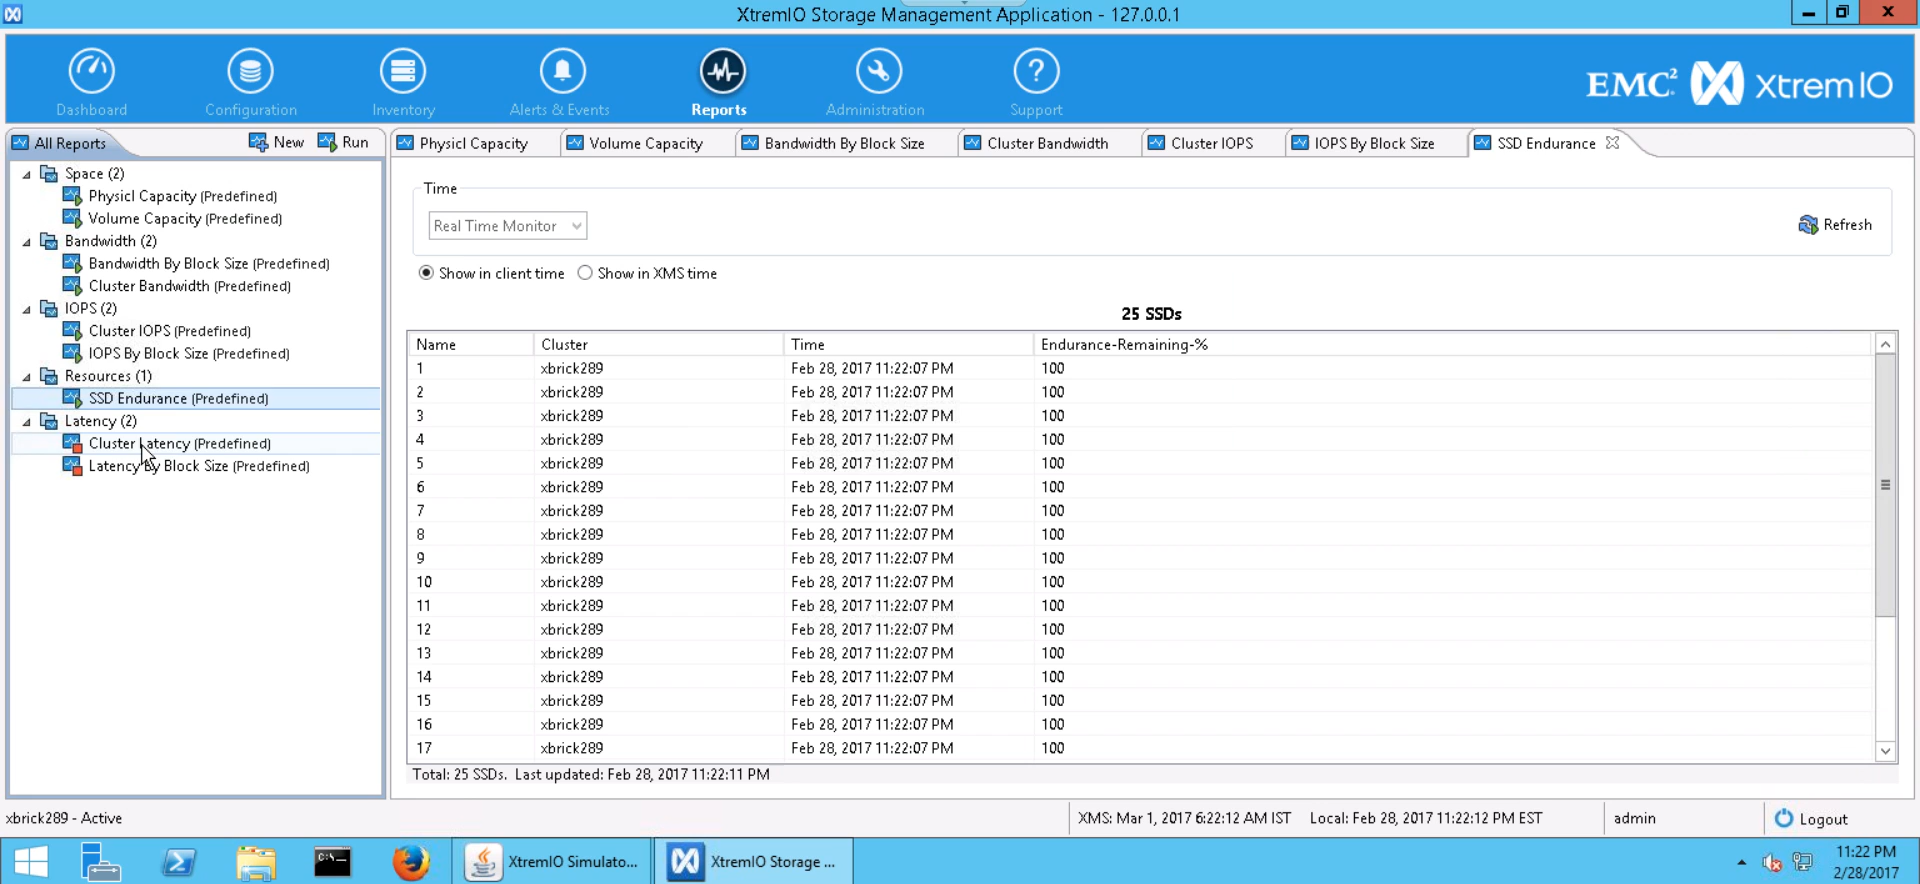 XtremIO Storage Management Application - 127.0.0.1
Dashboard
Configuration
Inventory
Alerts & Events
Reports
Administration
Support
EMC² XtremIO
All Reports
New
Run
Space (2)
Physicl Capacity (Predefined)
Volume Capacity (Predefined)
Bandwidth (2)
Bandwidth By Block Size (Predefined)
Cluster Bandwidth (Predefined)
IOPS (2)
Cluster IOPS (Predefined)
IOPS By Block Size (Predefined)
Resources (1)
SSD Endurance (Predefined)
Latency (2)
Cluster Latency (Predefined)
Latency By Block Size (Predefined)
Physicl Capacity
Volume Capacity
Bandwidth By Block Size
Cluster Bandwidth
Cluster IOPS
IOPS By Block Size
SSD Endurance
Time
Real Time Monitor
Refresh
Show in client time
Show in XMS time
25 SSDs
Name Cluster Time Endurance-Remaining-%
1 xbrick289 Feb 28, 2017 11:22:07 PM 100
2 xbrick289 Feb 28, 2017 11:22:07 PM 100
3 xbrick289 Feb 28, 2017 11:22:07 PM 100
4 xbrick289 Feb 28, 2017 11:22:07 PM 100
5 xbrick289 Feb 28, 2017 11:22:07 PM 100
6 xbrick289 Feb 28, 2017 11:22:07 PM 100
7 xbrick289 Feb 28, 2017 11:22:07 PM 100
8 xbrick289 Feb 28, 2017 11:22:07 PM 100
9 xbrick289 Feb 28, 2017 11:22:07 PM 100
10 xbrick289 Feb 28, 2017 11:22:07 PM 100
11 xbrick289 Feb 28, 2017 11:22:07 PM 100
12 xbrick289 Feb 28, 2017 11:22:07 PM 100
13 xbrick289 Feb 28, 2017 11:22:07 PM 100
14 xbrick289 Feb 28, 2017 11:22:07 PM 100
15 xbrick289 Feb 28, 2017 11:22:07 PM 100
16 xbrick289 Feb 28, 2017 11:22:07 PM 100
17 xbrick289 Feb 28, 2017 11:22:07 PM 100
Total: 25 SSDs. Last updated: Feb 28, 2017 11:22:11 PM
xbrick289 - Active
XMS: Mar 1, 2017 6:22:12 AM IST Local: Feb 28, 2017 11:22:12 PM EST
admin
Logout
C:\_
XtremIO Simulato...
XtremIO Storage ...
11:22 PM
2/28/2017